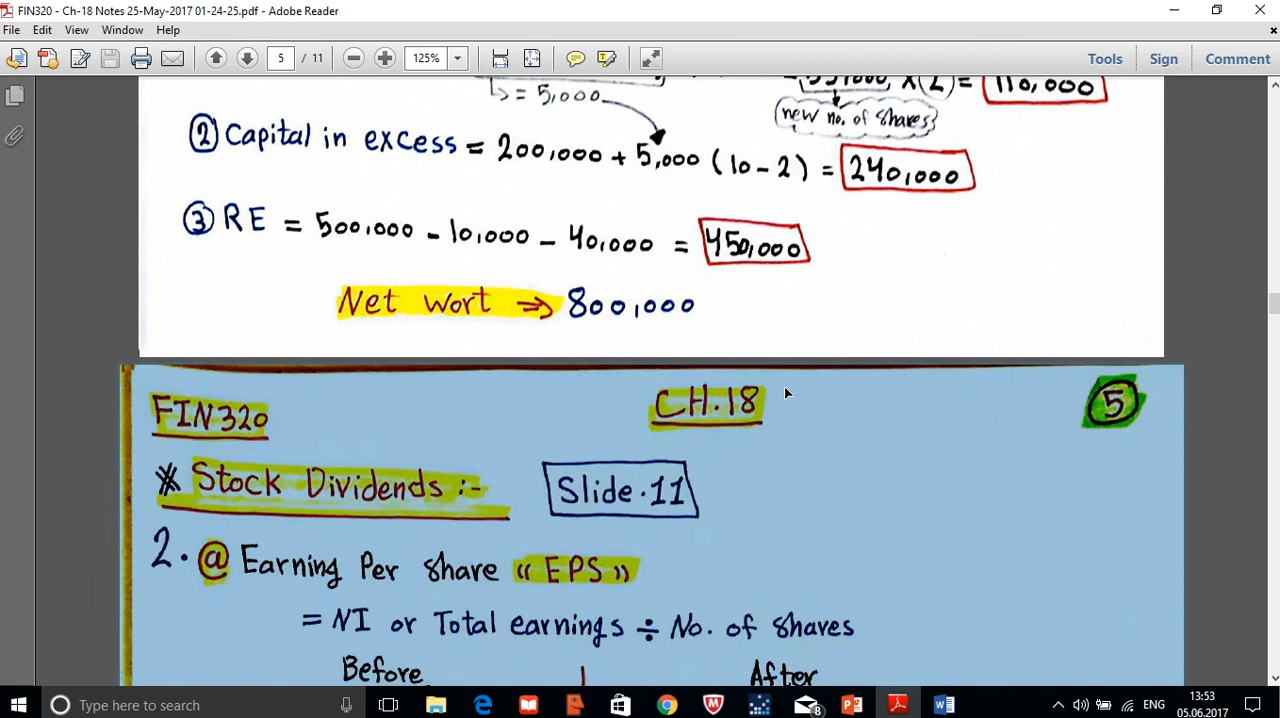 FIN320 - Ch-18 Notes 25-May-2017 01-24-25.pdf - Adobe Reader
File Edit View Window Help
5 / 11 125% Tools Sign Comment
x(2) = 110,000
↳ = 5,000
new no. of shares
② Capital in excess = 200,000 + 5,000 (10 - 2) = 240,000
③ RE = 500,000 - 10,000 - 40,000 = 450,000
Net wort ⇒ 800,000
FIN320 CH.18 5
* Stock Dividends :- Slide.11
2. @ Earning Per share « EPS »
= NI or Total earnings ÷ No. of shares
Before After
Type here to search
8
ENG
13:53
05.06.2017